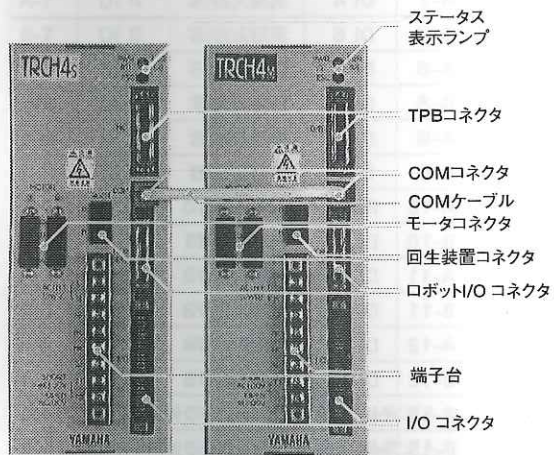 ステータス
表示ランプ
TRCH4s
TRCH4M
TPBコネクタ
COMコネクタ
COMケーブル
モータコネクタ
回生装置コネクタ
ロボットI/O コネクタ
端子台
I/O コネクタ
YAMAHA
YAMAHA